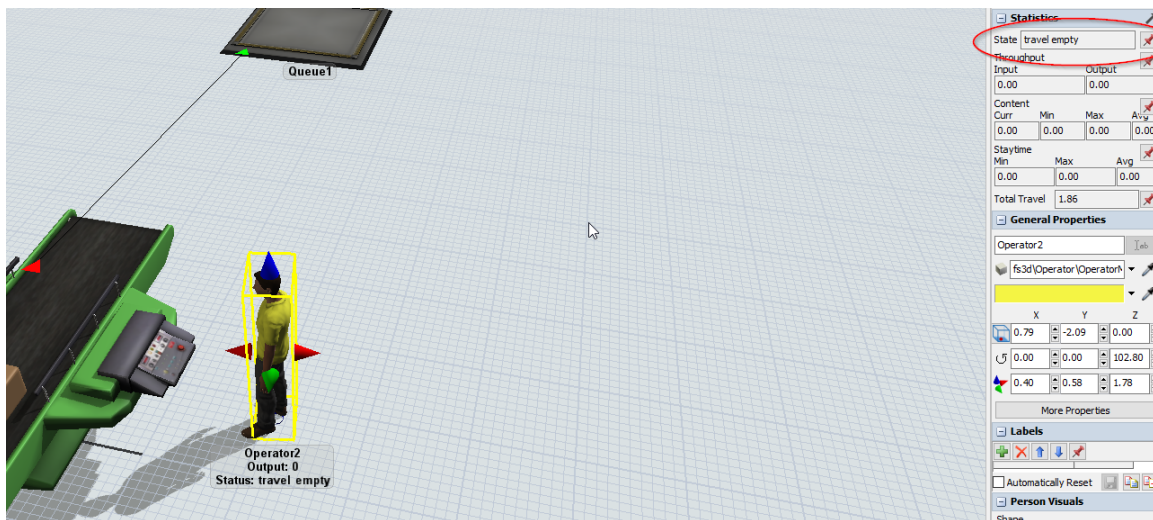 Queue1
Operator2
Output: 0
Status: travel empty
Statistics
State travel empty
Throughput
Input Output
0.00 0.00
Content
Curr Min Max Avg
0.00 0.00 0.00 0.00
Staytime
Min Max Avg
0.00 0.00 0.00
Total Travel 1.86
General Properties
Operator2
fs3d\Operator\Operator
X Y Z
0.79 -2.09 0.00
0.00 0.00 102.80
0.40 0.58 1.78
More Properties
Labels
Automatically Reset
Person Visuals
Shape